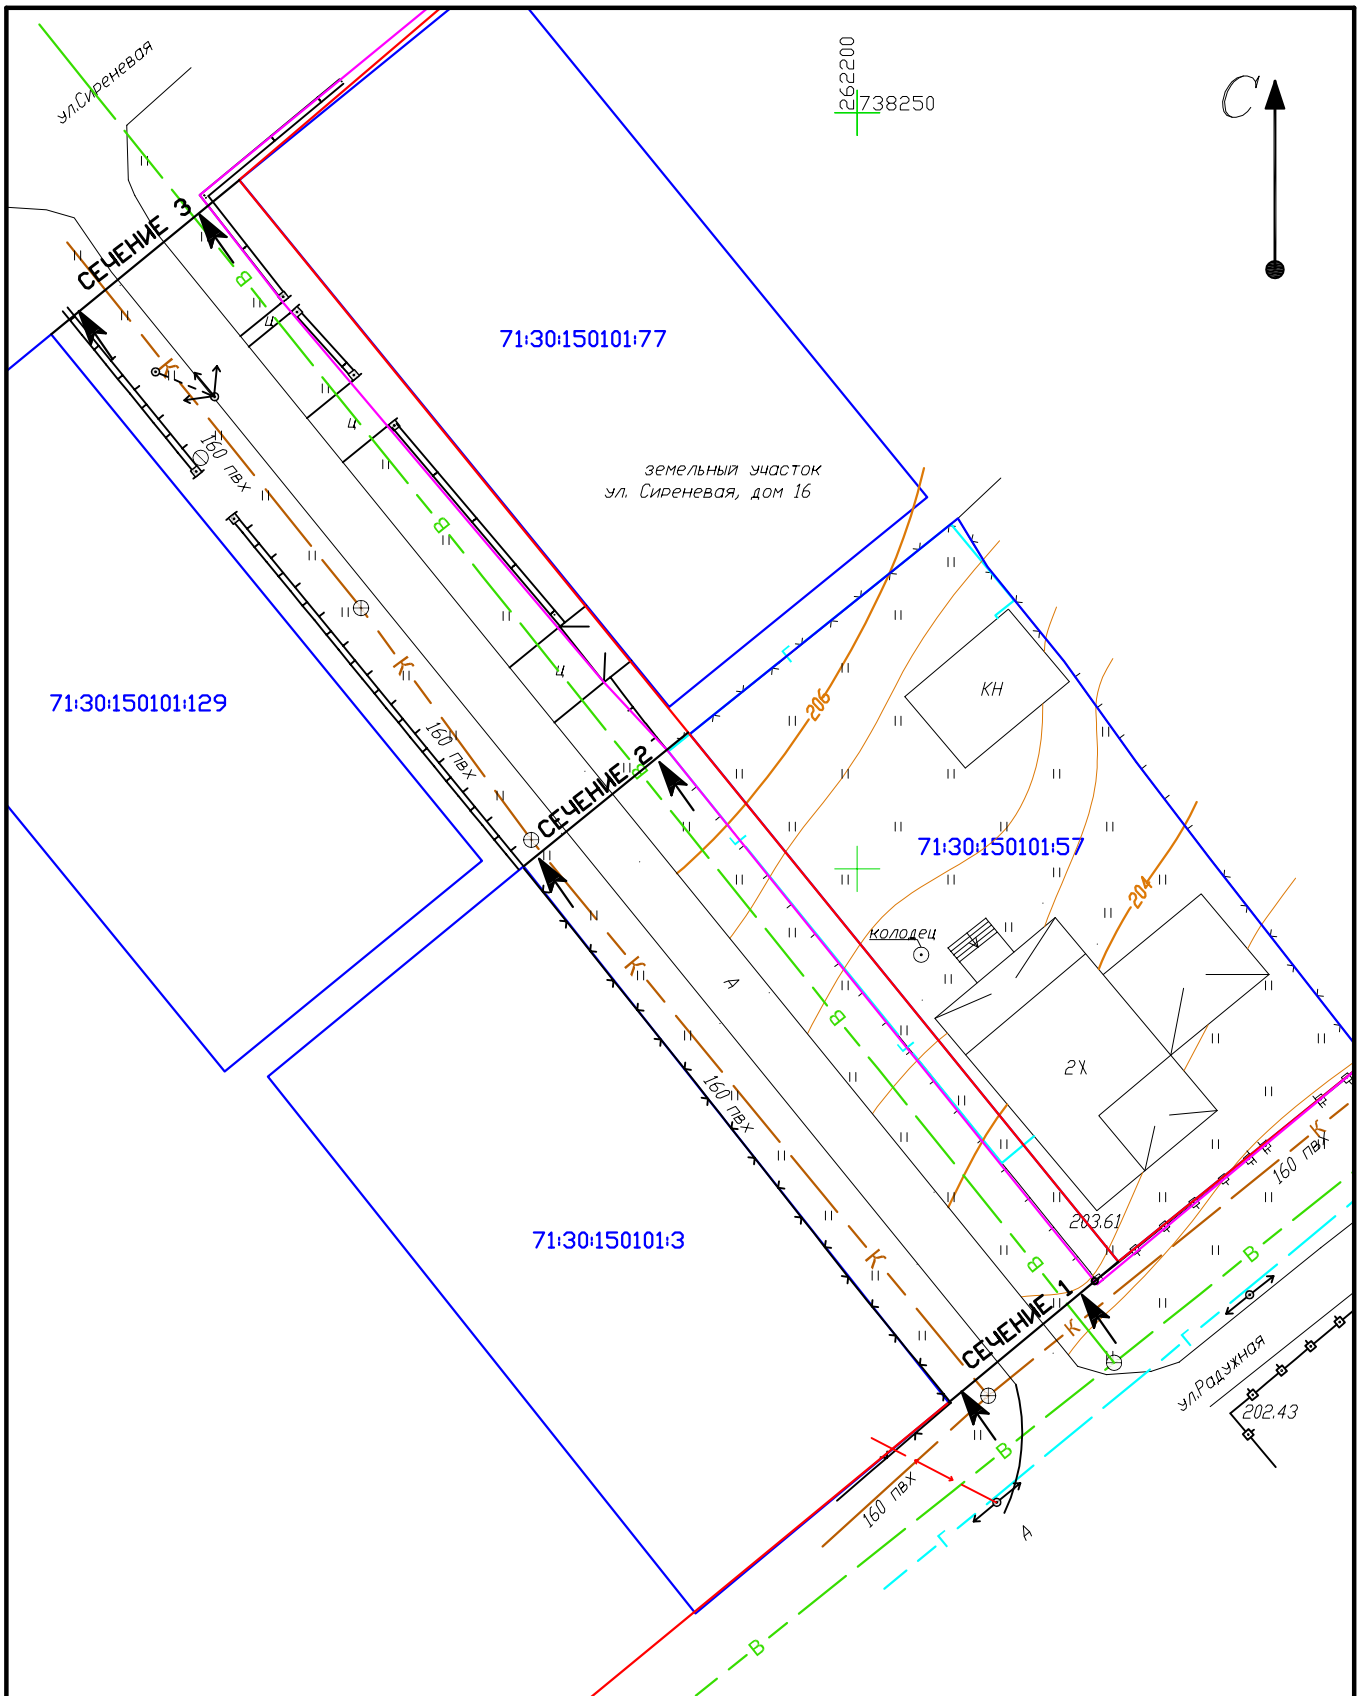 ул.Сиреневая
262200
738250
С
СЕЧЕНИЕ 3
В
К
ц
71:30:150101:77
160 пвх
ц
земельный участок
ул. Сиреневая, дом 16
В
Г
К
ц
КН
206
71:30:150101:129
160 пвх
СЕЧЕНИЕ 2
В
Г
71:30:150101:57
204
колодец
К
А
В
Г
2Х
160 пвх
К
160 пвх
203.61
71:30:150101:3
К
В
В
СЕЧЕНИЕ 1
К
Г
ул.Радужная
202.43
В
160 пвх
Г
А
В